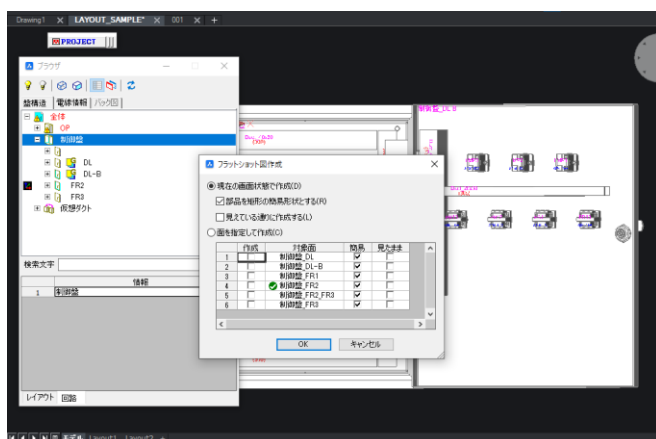 Drawing1 X LAYOUT_SAMPLE* X 001 X +
PROJECT
ブラウザ
盤構造 電線情報 バック図
全体
OP
制御盤
DL
DL-B
FR2
FR3
仮想ダクト
検索文字
情報
1 制御盤
レイアウト 回路
制御盤_DL-B
フラットショット図作成
現在の画面状態で作成(D)
部品を矩形の簡易形状とする(R)
見えている通りに作成する(L)
面を指定して作成(C)
作成 対象面 簡易 見たまま
1 制御盤_DL
2 制御盤_DL-B
3 制御盤_FR1
4 制御盤_FR2
5 制御盤_FR2_FR3
6 制御盤_FR3
OK キャンセル
モデル Layout1 Layout2 +